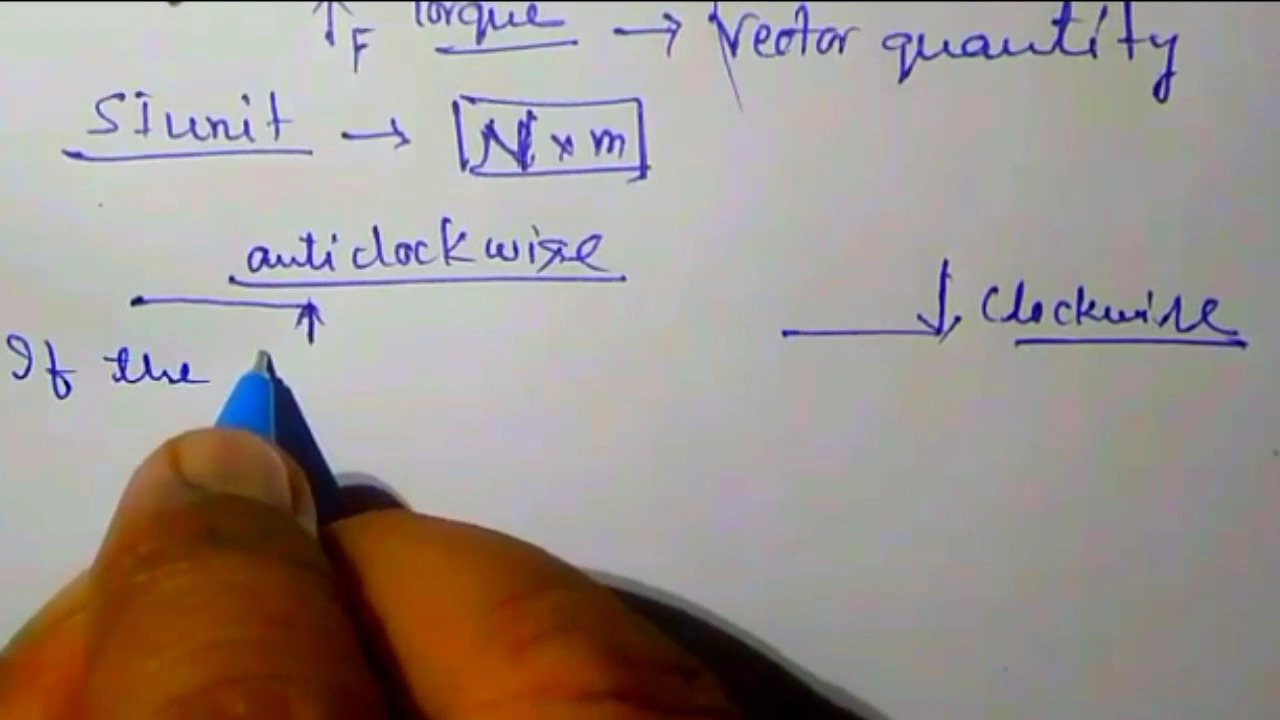 F Torque → Vector quantity
SI unit → N x m
anticlockwise
Clockwise
If the